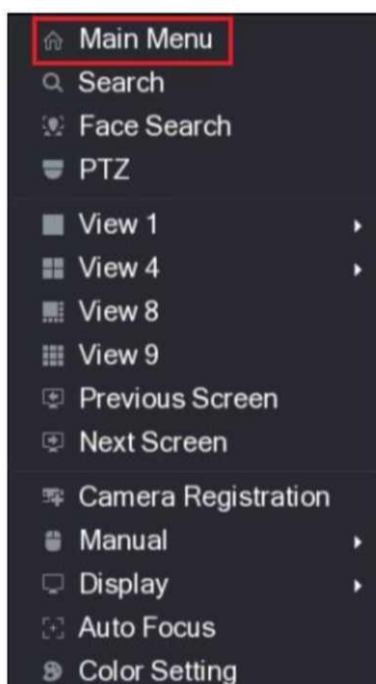 Main Menu
Search
Face Search
PTZ
View 1
View 4
View 8
View 9
Previous Screen
Next Screen
Camera Registration
Manual
Display
Auto Focus
Color Setting